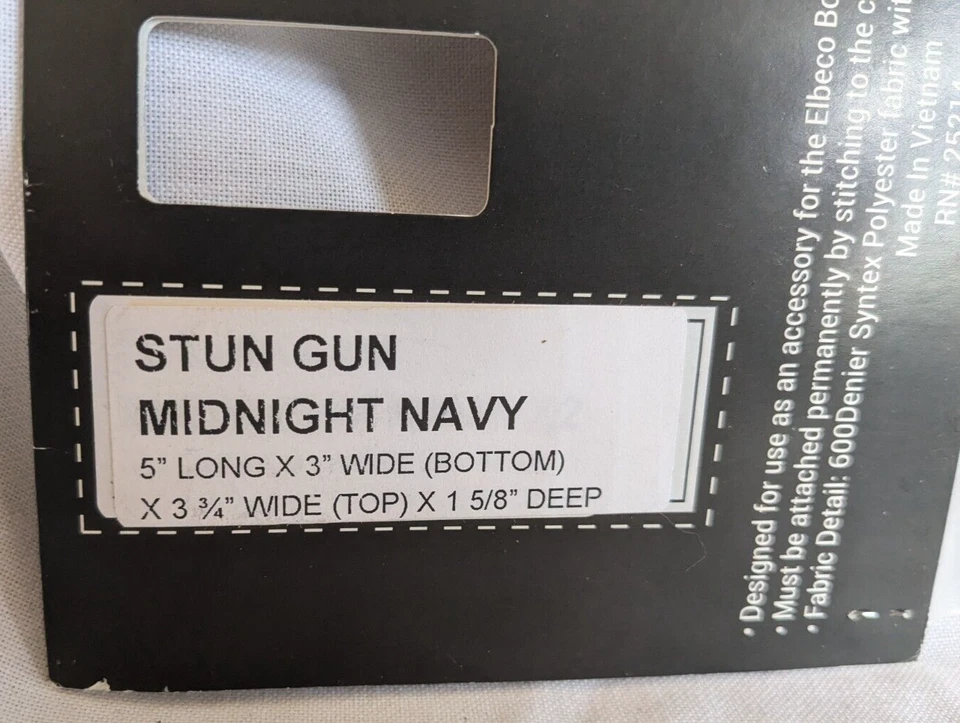 STUN GUN
MIDNIGHT NAVY
5” LONG X 3” WIDE (BOTTOM)
X 3 ¾” WIDE (TOP) X 1 5/8” DEEP
• Designed for use as an accessory for the Elbeco
• Must be attached permanently by stitching to the
• Fabric Detail: 600Denier Syntex Polyester fabric
Made In Vietnam
RN#